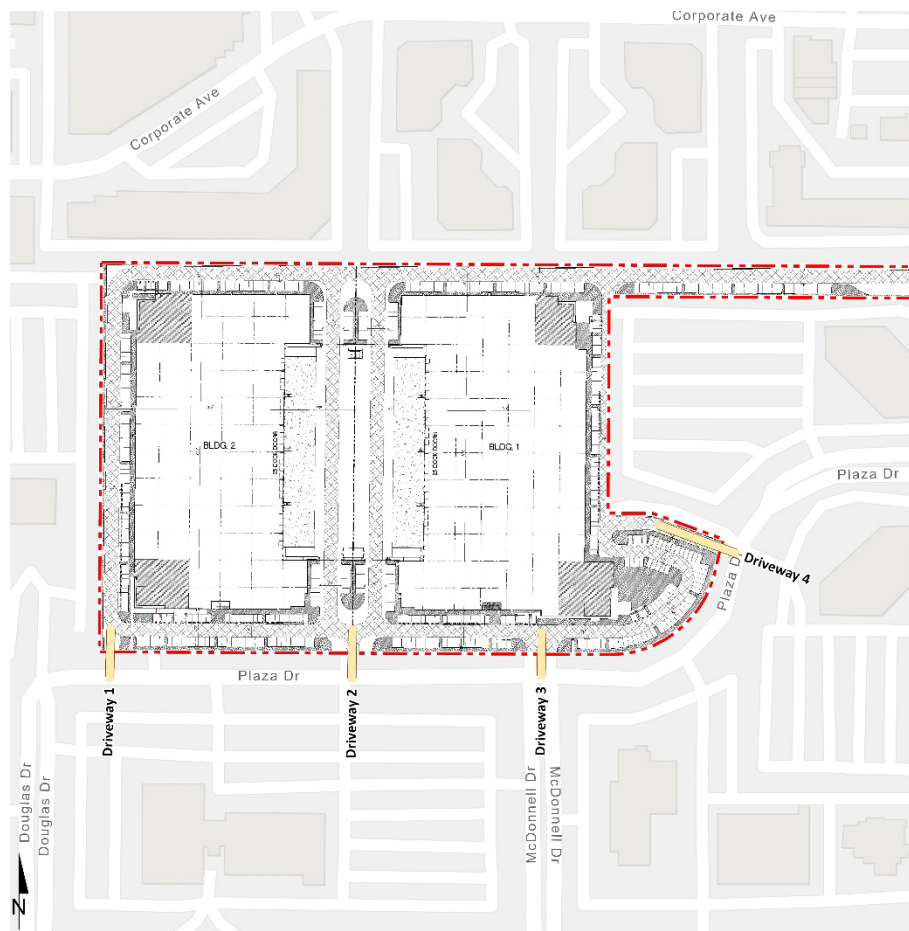 Corporate Ave
Corporate Ave
BLDG. 2
BLDG. 1
Plaza Dr
Driveway 4
Plaza Dr
Plaza Dr
Driveway 1
Driveway 2
Driveway 3
Douglas Dr
Douglas Dr
McDonnell Dr
McDonnell Dr
N